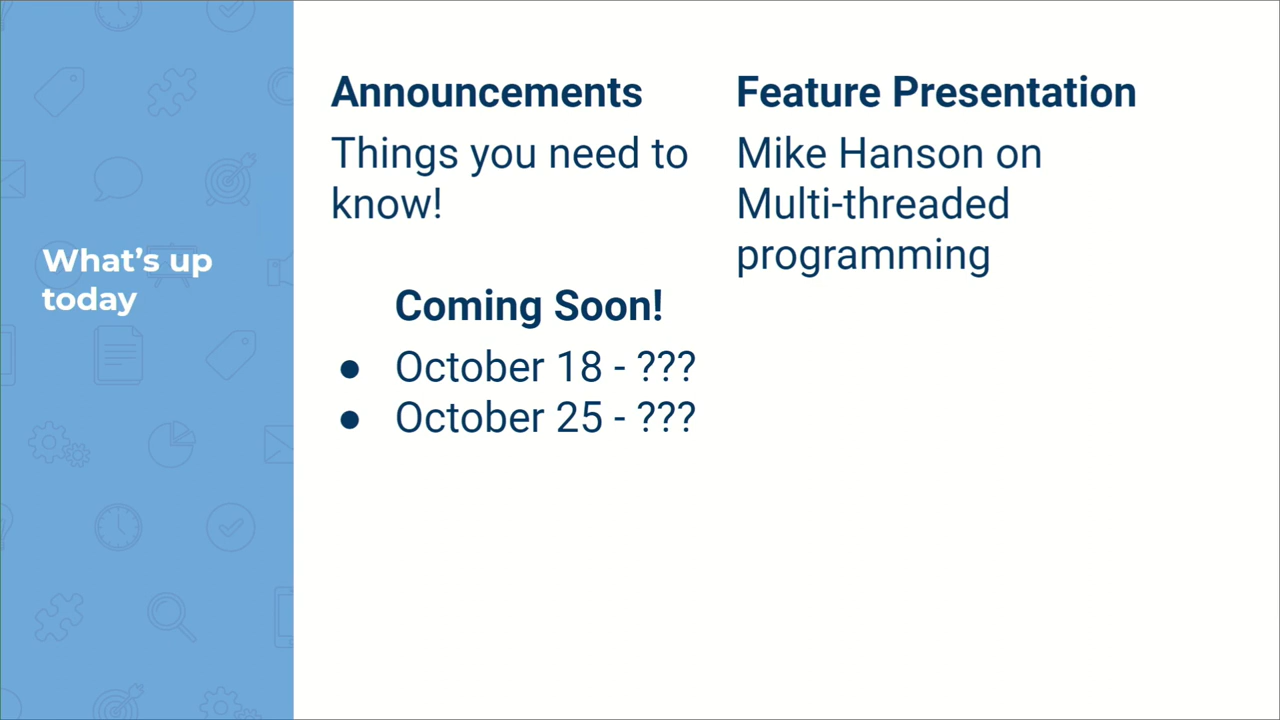 What's up
today
Announcements
Things you need to
know!
Coming Soon!
● October 18 - ???
● October 25 - ???
Feature Presentation
Mike Hanson on
Multi-threaded
programming